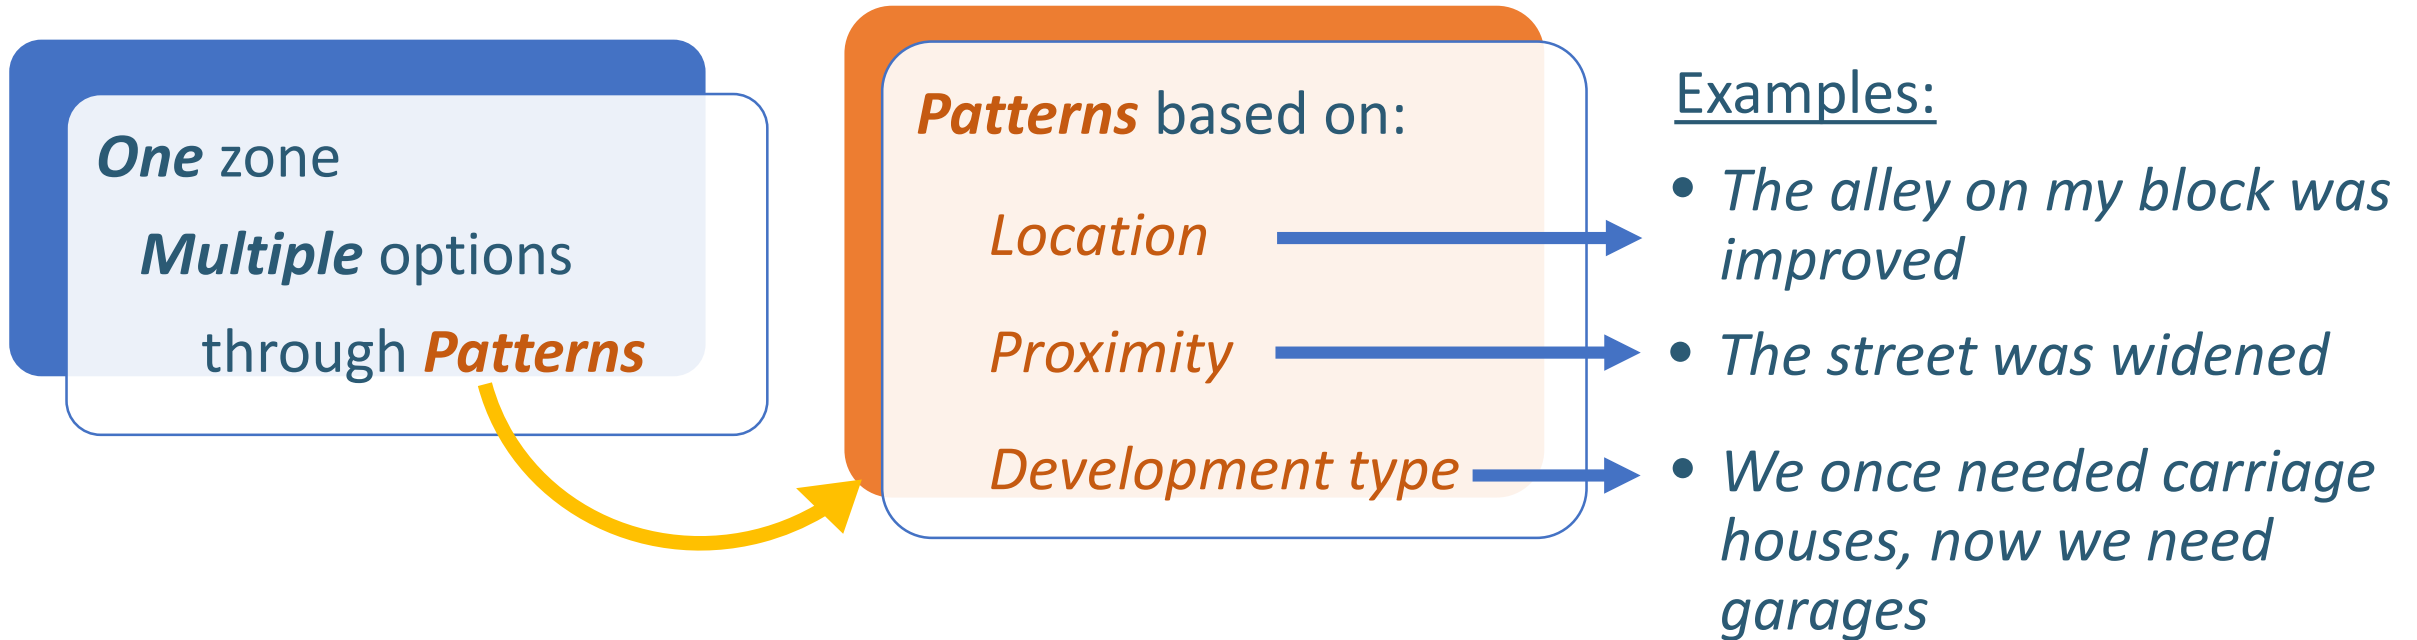 One zone
Multiple options
through Patterns
Patterns based on:
Location
Proximity
Development type
Examples:
• The alley on my block was
improved
• The street was widened
• We once needed carriage
houses, now we need
garages